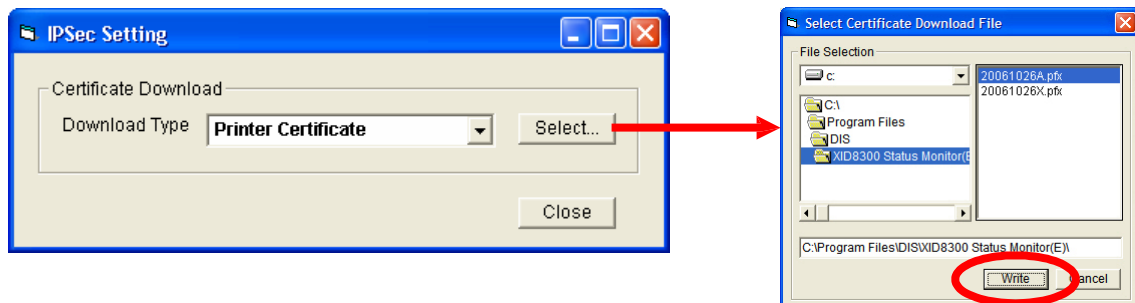 IPSec Setting
Certificate Download
Download Type
Printer Certificate
Select...
Close
Select Certificate Download File
File Selection
c:
20061026A.pfx
20061026X.pfx
C:\
Program Files
DIS
XID8300 Status Monitor(E
C:\Program Files\DIS\XID8300 Status Monitor(E)\
Write
Cancel